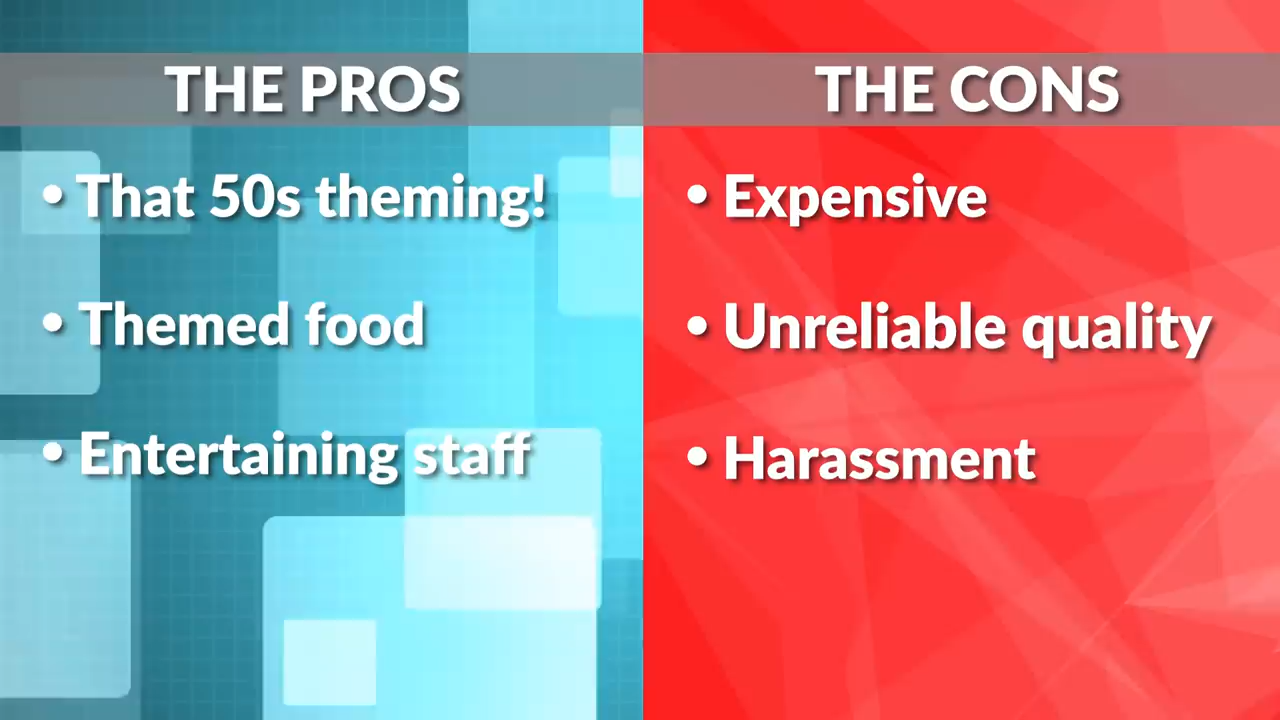 THE PROS
• That 50s theming!
• Themed food
• Entertaining staff
THE CONS
• Expensive
• Unreliable quality
• Harassment